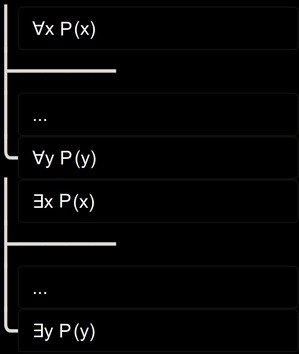 ∀x P(x)
...
∀y P(y)
∃x P(x)
...
∃y P(y)